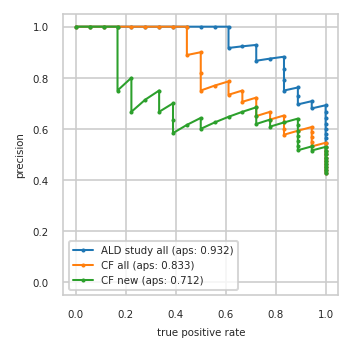 1.0
0.8
0.6
0.4
0.2
0.0
precision
ALD study all (aps: 0.932)
CF all (aps: 0.833)
CF new (aps: 0.712)
0.0 0.2 0.4 0.6 0.8 1.0
true positive rate